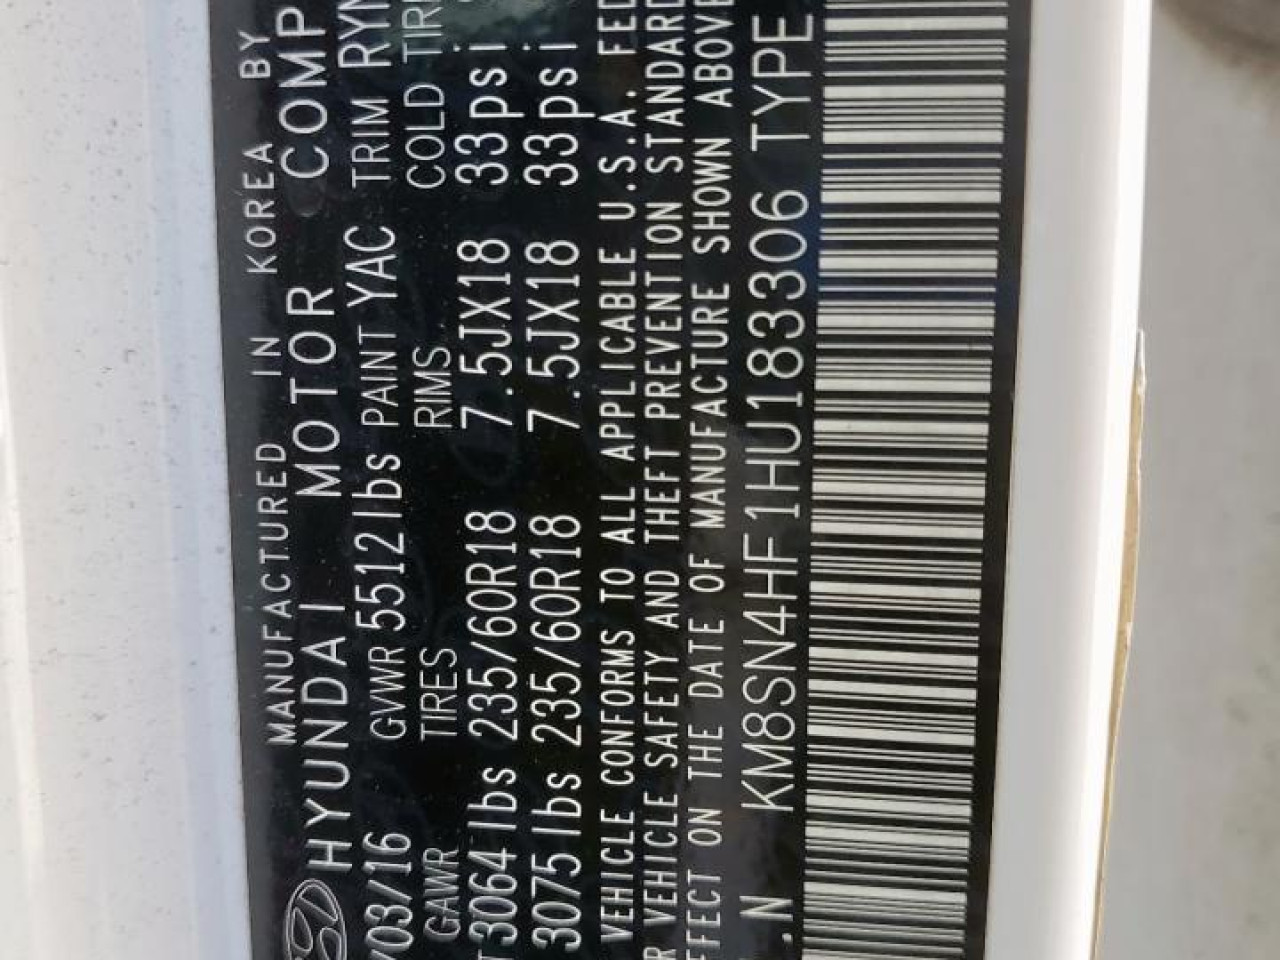 MANUFACTURED IN KOREA BY
HYUNDAI MOTOR COMP
03/16 GVWR 5512lbs PAINT YAC TRIM RYN
GAWR TIRES RIMS COLD TIR
T3064lbs 235/60R18 7.5JX18 33psi
3075lbs 235/60R18 7.5JX18 33psi
VEHICLE CONFORMS TO ALL APPLICABLE U.S.A. FED
R VEHICLE SAFETY AND THEFT PREVENTION STANDARD
FFECT ON THE DATE OF MANUFACTURE SHOWN ABOVE
.N KM8SN4HF1HU183306 TYPE